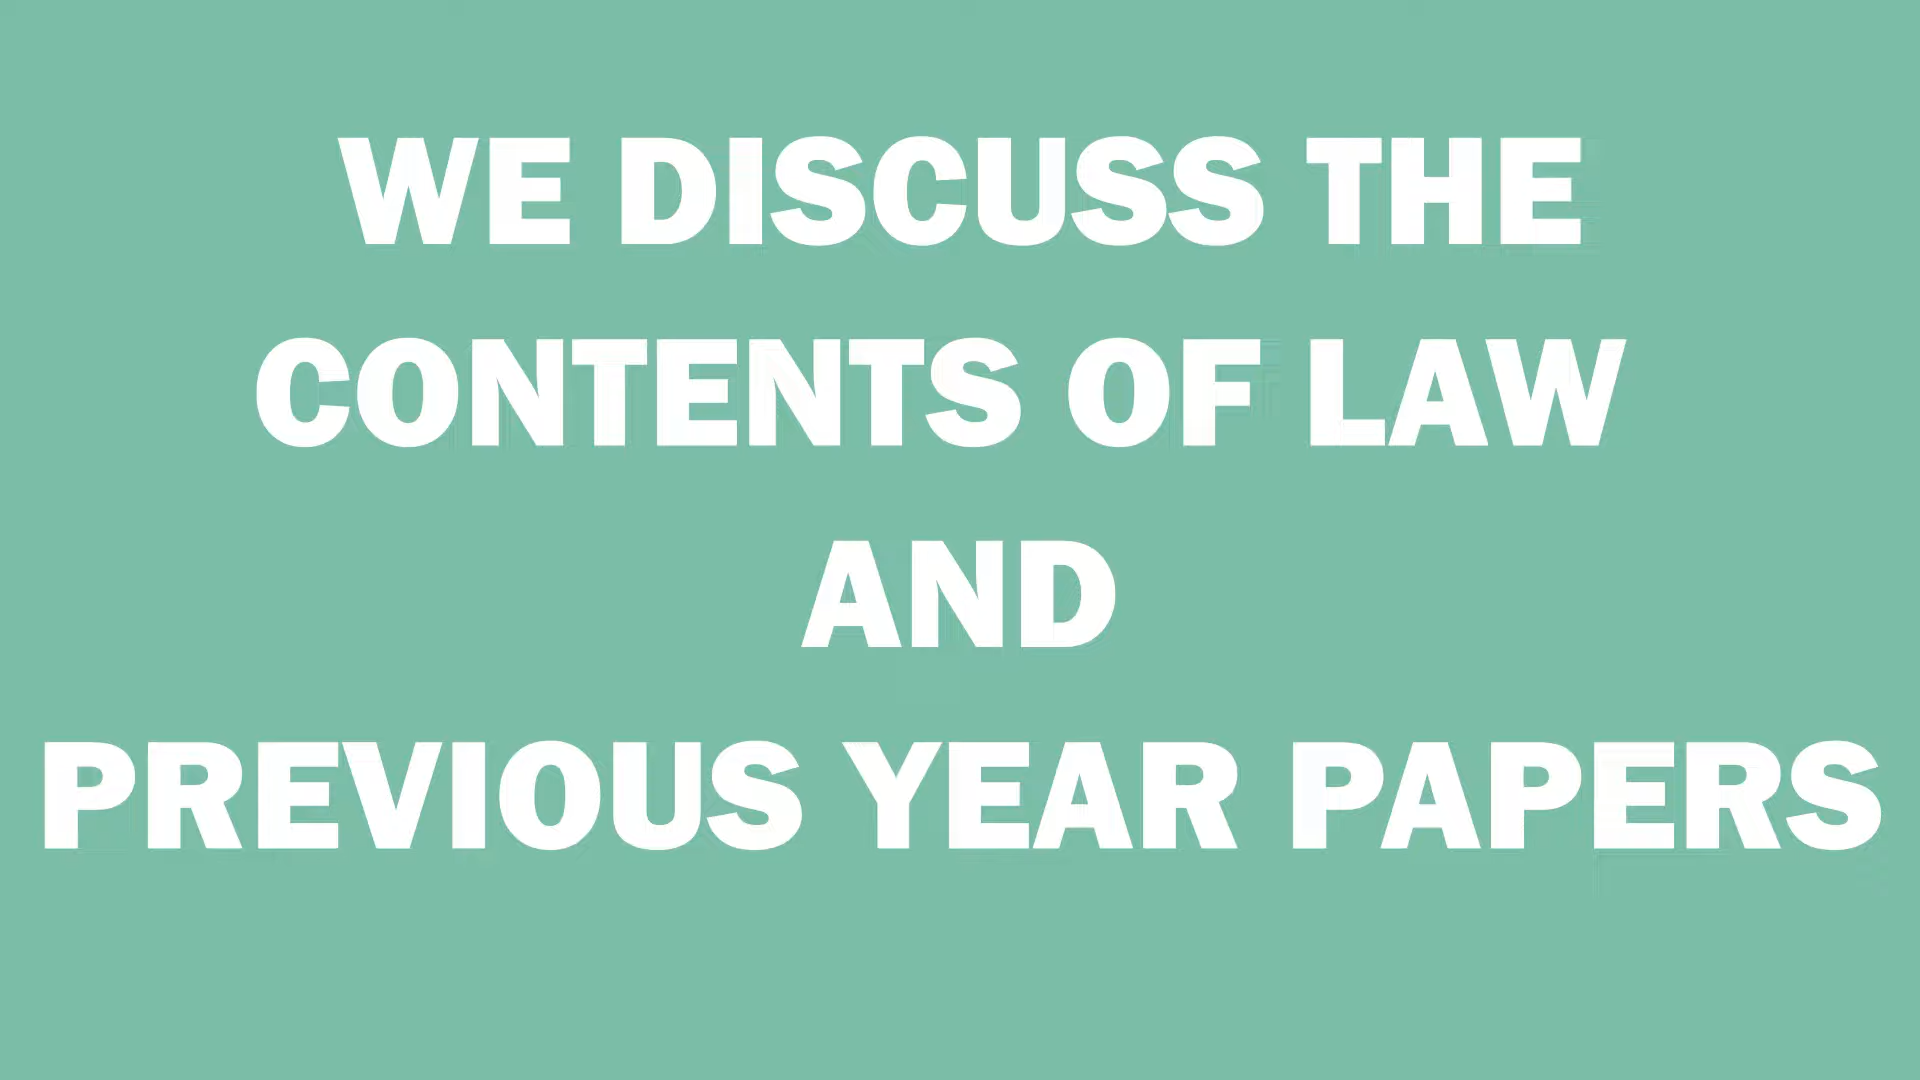 WE DISCUSS THE
CONTENTS OF LAW
AND
PREVIOUS YEAR PAPERS